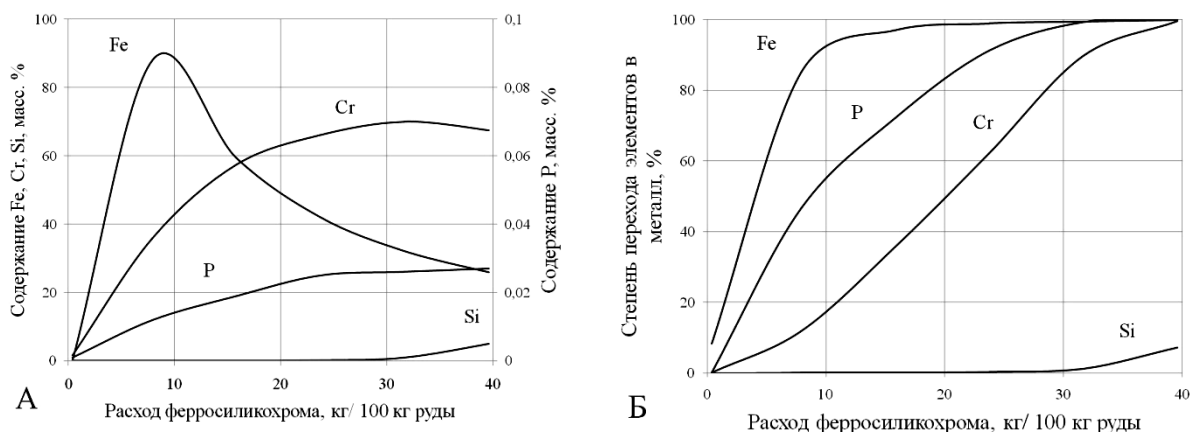 Содержание Fe, Cr, Si, масс. %
100
80
60
40
20
0
Fe
Cr
P
Si
0,1
0,08
0,06
0,04
0,02
0
Содержание P, масс. %
0
10
20
30
40
Расход ферросиликохрома, кг/ 100 кг руды
А
Степень перехода элементов в
металл, %
100
80
60
40
20
0
Fe
P
Cr
Si
0
10
20
30
40
Расход ферросиликохрома, кг/ 100 кг руды
Б